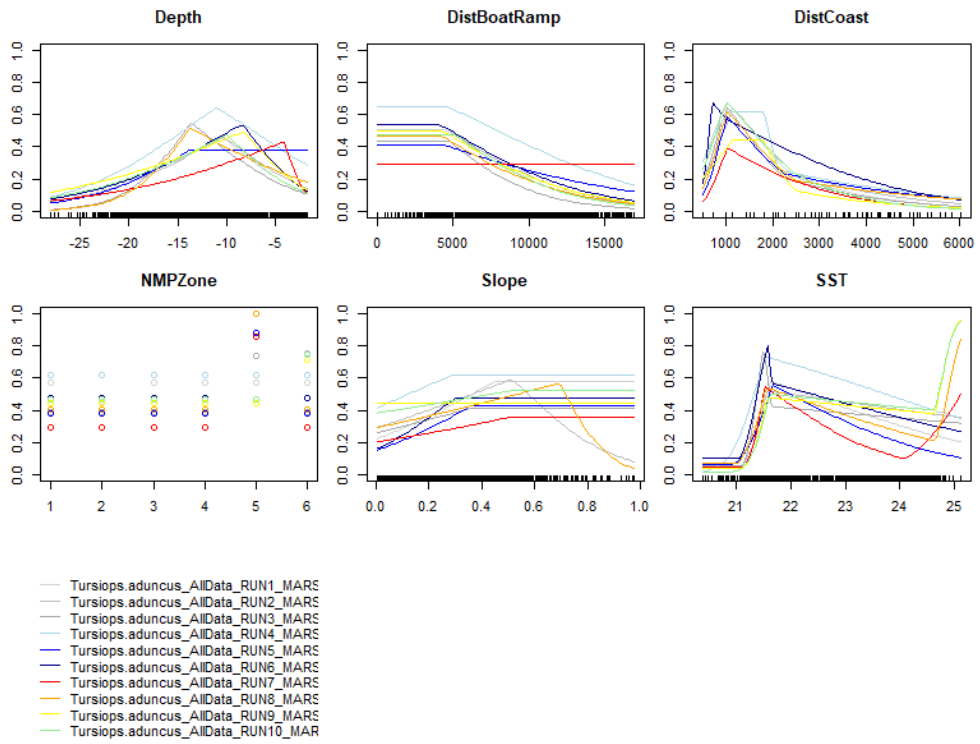 Depth
DistBoatRamp
DistCoast
0.0 0.2 0.4 0.6 0.8 1.0
0.0 0.2 0.4 0.6 0.8 1.0
0.0 0.2 0.4 0.6 0.8 1.0
-25 -20 -15 -10 -5
0 5000 10000 15000
1000 2000 3000 4000 5000 6000
NMPZone
Slope
SST
0.0 0.2 0.4 0.6 0.8 1.0
0.0 0.2 0.4 0.6 0.8 1.0
0.0 0.2 0.4 0.6 0.8 1.0
1 2 3 4 5 6
0.0 0.2 0.4 0.6 0.8 1.0
21 22 23 24 25
Tursiops.aduncus_AllData_RUN1_MARS
Tursiops.aduncus_AllData_RUN2_MARS
Tursiops.aduncus_AllData_RUN3_MARS
Tursiops.aduncus_AllData_RUN4_MARS
Tursiops.aduncus_AllData_RUN5_MARS
Tursiops.aduncus_AllData_RUN6_MARS
Tursiops.aduncus_AllData_RUN7_MARS
Tursiops.aduncus_AllData_RUN8_MARS
Tursiops.aduncus_AllData_RUN9_MARS
Tursiops.aduncus_AllData_RUN10_MAR